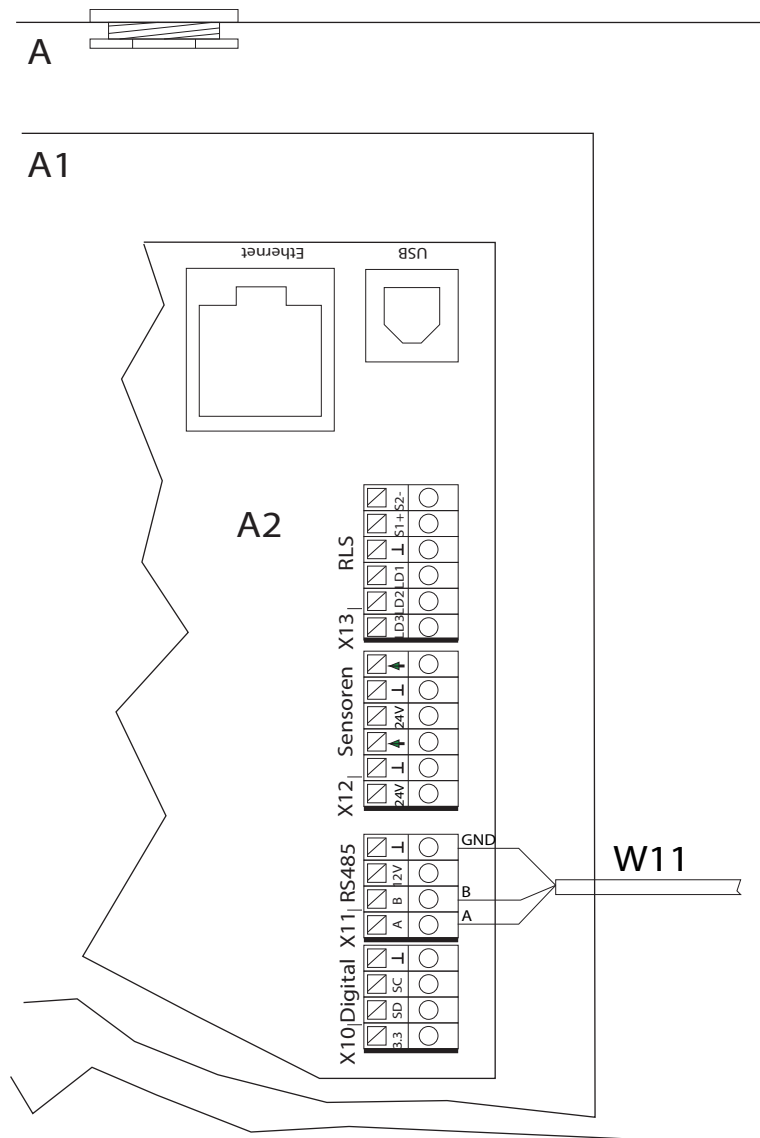 A
A1
Ethernet
USB
A2
RLS
S2-
S1+
⊥
LD1
LD2
LD3
X13
Sensoren
⊥
24V
⊥
24V
X12
RS485
⊥
12V
B
A
X11
GND
B
A
W11
Digital
⊥
SC
SD
3.3
X10